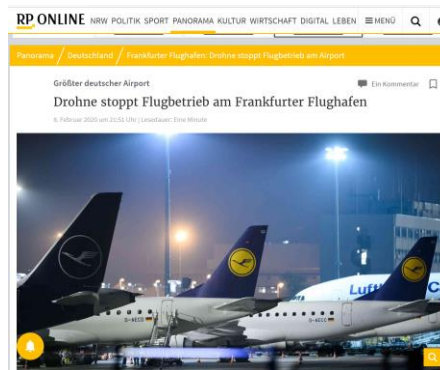 RP ONLINE NRW POLITIK SPORT PANORAMA KULTUR WIRTSCHAFT DIGITAL LEBEN MENÜ
Panorama / Deutschland / Frankfurter Flughafen: Drohne stoppt Flugbetrieb am Airport
Größter deutscher Airport
Ein Kommentar
Drohne stoppt Flugbetrieb am Frankfurter Flughafen
6. Februar 2020 um 21:51 Uhr | Lesedauer: Eine Minute
Luft
C
D-AECD
D-AECE